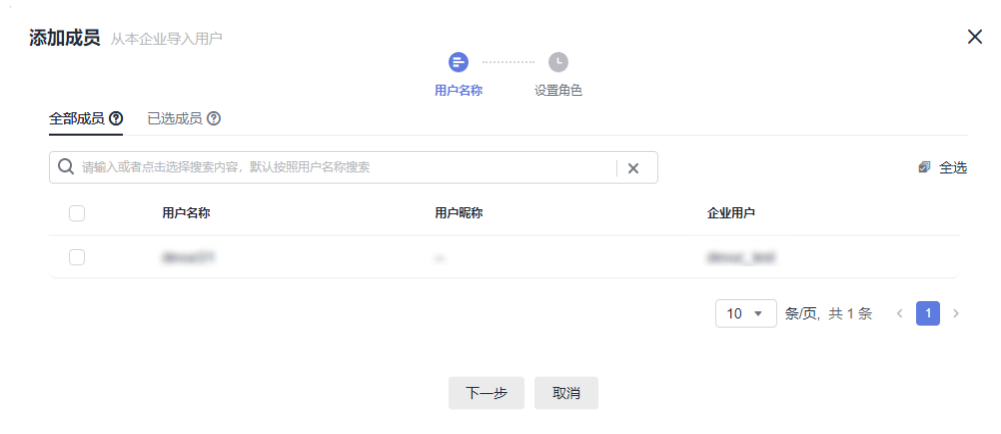 添加成员 从本企业导入用户
用户名称 设置角色
全部成员 已选成员
请输入或者点击选择搜索内容，默认按照用户名称搜索
全选
用户名称 用户昵称 企业用户
--
10 条/页, 共 1 条 1
下一步 取消